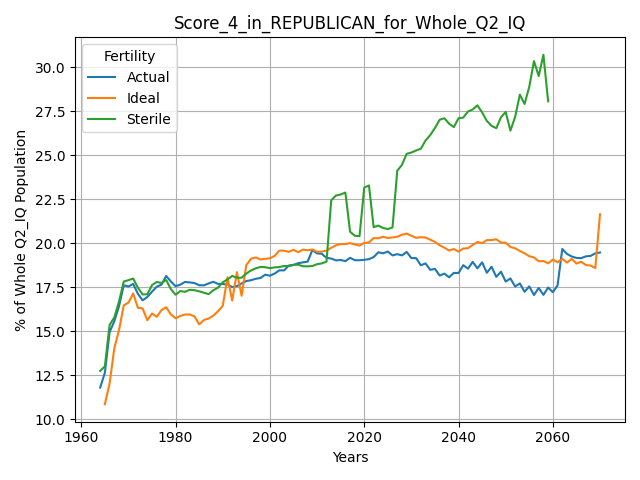 Score_4_in_REPUBLICAN_for_Whole_Q2_IQ
% of Whole Q2_IQ Population
30.0
27.5
25.0
22.5
20.0
17.5
15.0
12.5
10.0
Fertility
Actual
Ideal
Sterile
1960 1980 2000 2020 2040 2060
Years